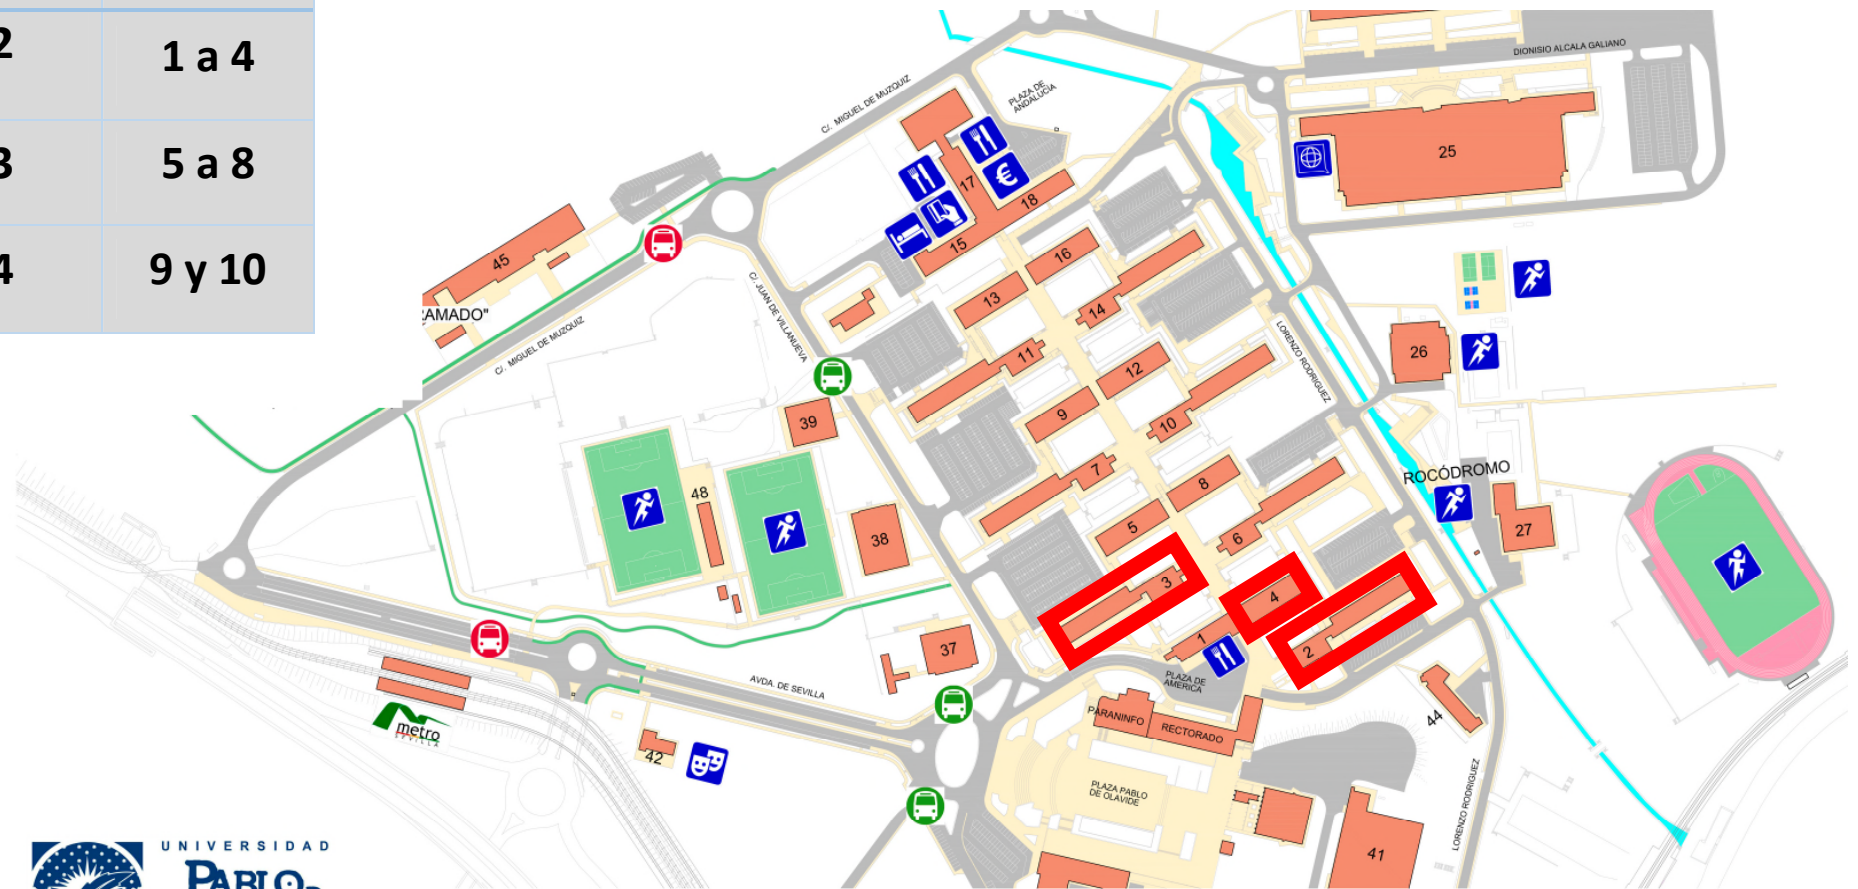 2
1 a 4
3
5 a 8
4
9 y 10
DIONISIO ALCALA GALIANO
C/. MIGUEL DE MUZQUIZ
PLAZA DE
ANDALUCIA
25
17
€
18
15
16
45
13
14
RAMADO"
C/. MIGUEL DE MUZQUIZ
C/. JUAN DE VILLANUEVA
LORENZO RODRIGUEZ
26
11
12
39
9
10
7
ROCÓDROMO
48
8
5
6
27
38
3
4
1
2
37
PLAZA DE
AMERICA
AVDA. DE SEVILLA
44
PARANINFO
RECTORADO
metro
SEVILLA
42
PLAZA PABLO
DE OLAVIDE
LORENZO RODRIGUEZ
41
UNIVERSIDAD
PABLO